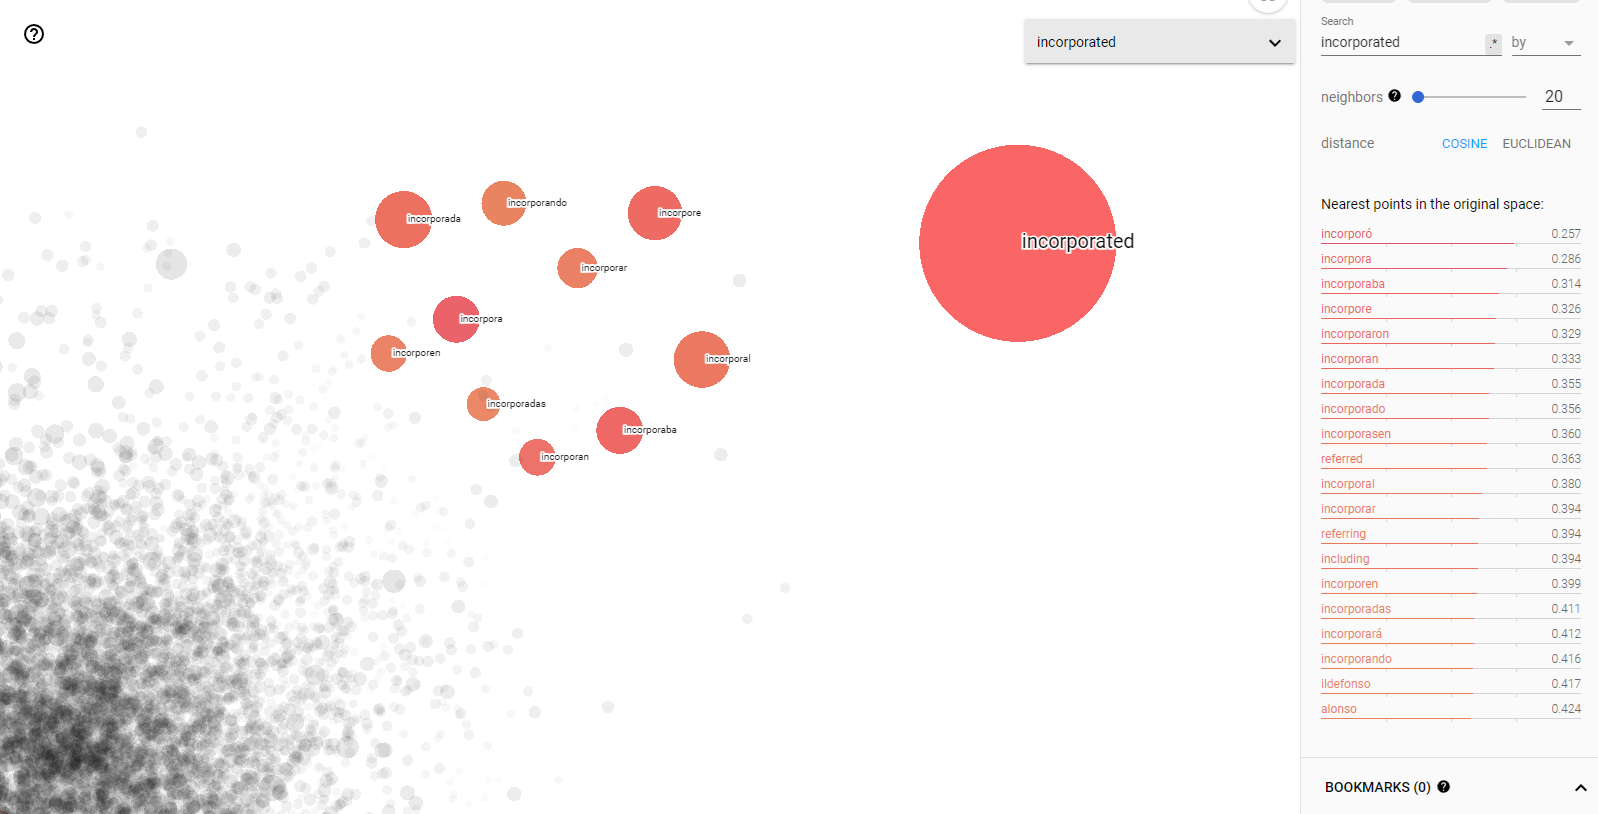 incorporated
Search
incorporated
.*
by
neighbors
20
distance
COSINE
EUCLIDEAN
Nearest points in the original space:
incorporó 0.257
incorpora 0.286
incorporaba 0.314
incorpore 0.326
incorporaron 0.329
incorporan 0.333
incorporada 0.355
incorporado 0.356
incorporasen 0.360
referred 0.363
incorporal 0.380
incorporar 0.394
referring 0.394
including 0.394
incorporen 0.399
incorporadas 0.411
incorporará 0.412
incorporando 0.416
ildefonso 0.417
alonso 0.424
BOOKMARKS (0)
incorporada
incorporando
incorpore
incorporated
incorporar
incorpora
incorporen
incorporal
incorporadas
incorporaba
incorporan